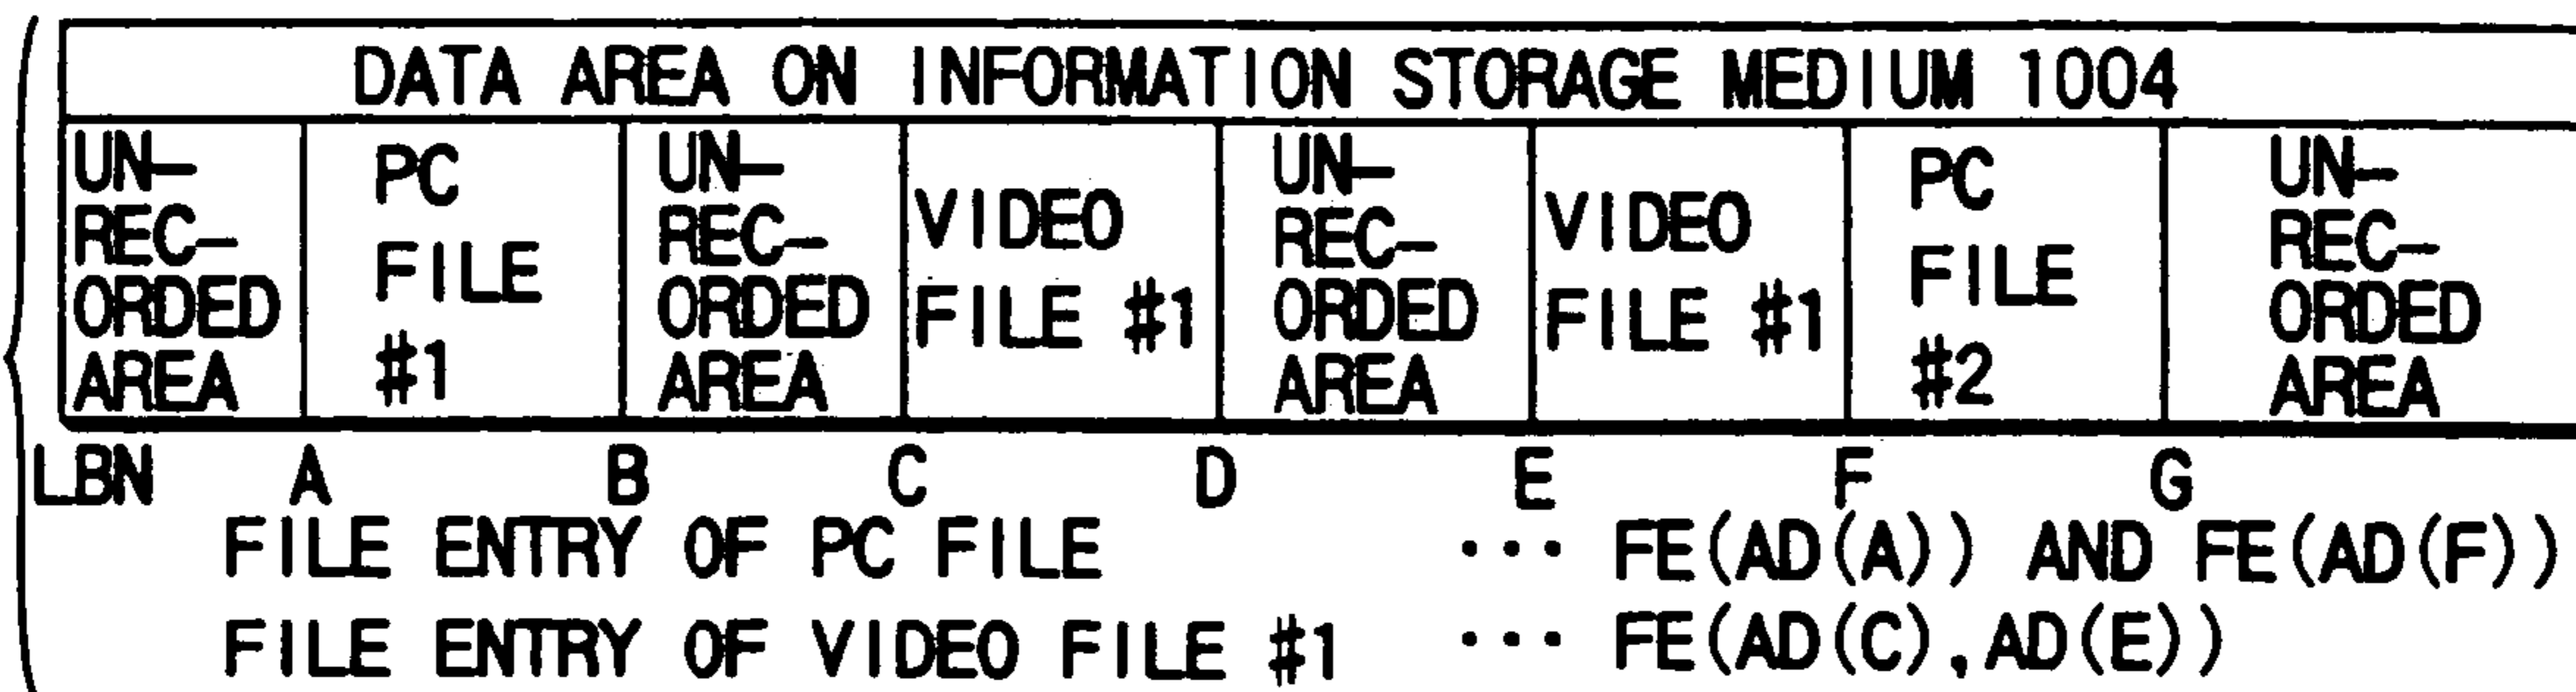 DATA AREA ON INFORMATION STORAGE MEDIUM 1004
UN-
REC-
ORDED
AREA
PC
FILE
#1
UN-
REC-
ORDED
AREA
VIDEO
FILE #1
UN-
REC-
ORDED
AREA
VIDEO
FILE #1
PC
FILE
#2
UN-
REC-
ORDED
AREA
LBN A B C D E F G
FILE ENTRY OF PC FILE ··· FE(AD(A)) AND FE(AD(F))
FILE ENTRY OF VIDEO FILE #1 ··· FE(AD(C),AD(E))